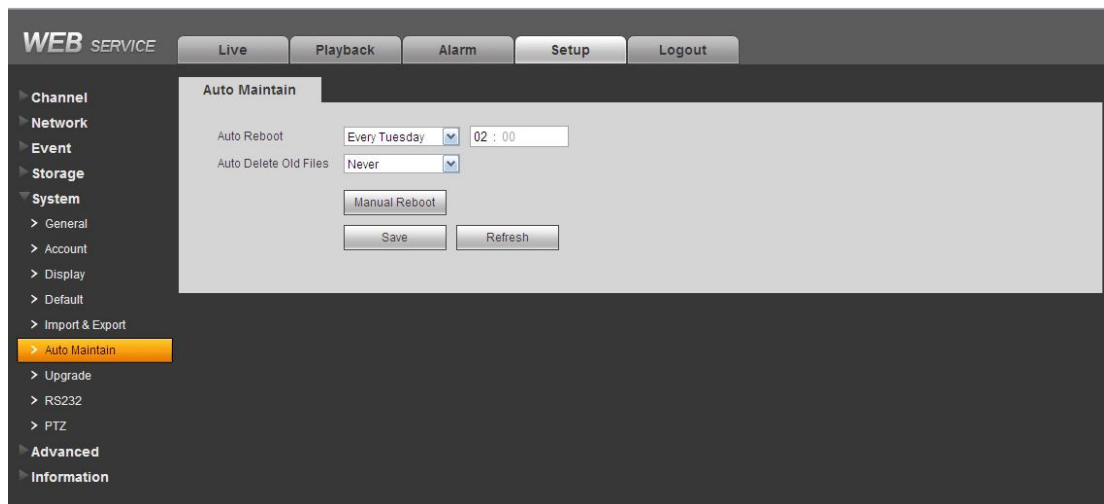 WEB SERVICE
Live Playback Alarm Setup Logout
Channel
Network
Event
Storage
System
> General
> Account
> Display
> Default
> Import & Export
> Auto Maintain
> Upgrade
> RS232
> PTZ
Advanced
Information
Auto Maintain
Auto Reboot Every Tuesday 02 : 00
Auto Delete Old Files Never
Manual Reboot
Save Refresh